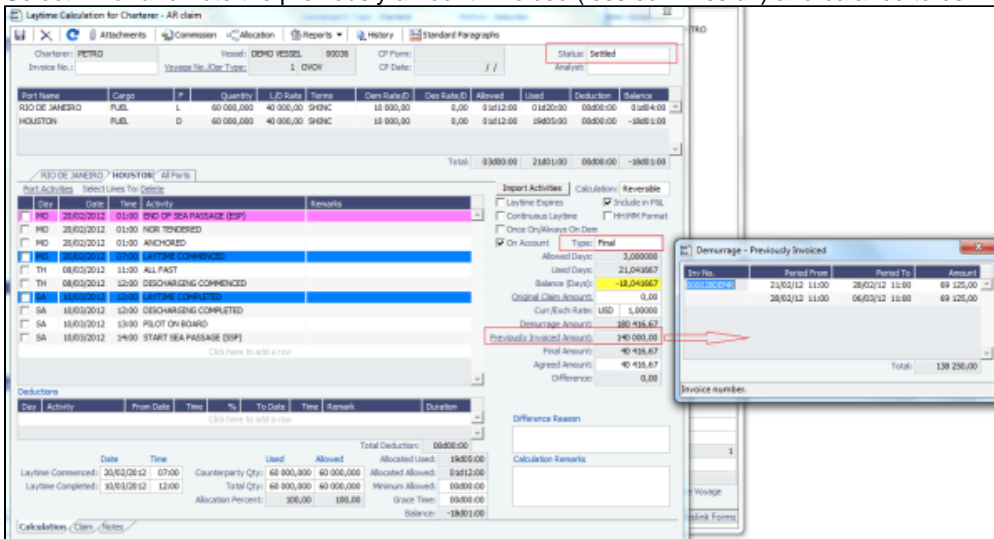 Laytime Calculation for Charterer - AR claim
Attachments Commission Allocation Reports History Standard Paragraphs
Charterer: PETRO Vessel: DEMO VESSEL 00036 CP Form: Status: Settled
Invoice No.: Voyage No./Opr Type: 1 OVOV CP Date: / / Analyst:
Port Name Cargo F Quantity L/D Rate Terms Dem Rate/D Des Rate/D Allowed Used Deduction Balance
RIO DE JANEIRO FUEL L 60 000,000 40 000,00 SHINC 10 000,00 0,00 01d12:00 01d20:00 00d00:00
HOUSTON FUEL D 60 000,000 40 000,00 SHINC 10 000,00 0,00 01d12:00 19d05:00 00d00:00 -18d01:00
Total: 03d00:00 21d01:00 00d00:00 -18d01:00
RIO DE JANEIRO HOUSTON All Ports
Port Activities Select Lines To: Delete
Import Activities Calculation: Reversible
Day Date Time Activity Remarks
Laytime Expires Include in P&L
MO 20/02/2012 01:00 END OF SEA PASSAGE (ESP)
Continuous Laytime HH:MM Format
MO 20/02/2012 01:00 NOR TENDERED
Once On/Always On Dem
MO 20/02/2012 01:00 ANCHORED
On Account Type: Final
MO 20/02/2012 07:00 LAYTIME COMMENCED
Allowed Days: 3,000000
TH 08/03/2012 11:00 ALL FAST
Used Days: 21,041667
TH 08/03/2012 12:00 DISCHARGING COMMENCED
Balance (Days): -18,041667
SA 10/03/2012 12:00 LAYTIME COMPLETED
Original Claim Amount: 0,00
SA 10/03/2012 12:00 DISCHARGING COMPLETED
Curr/Exch Rate: USD 1,00000
SA 10/03/2012 13:00 PILOT ON BOARD
Demurrage Amount: 180 416,67
SA 10/03/2012 14:00 START SEA PASSAGE (SSP)
Previously Invoiced Amount: 140 000,00
Click here to add a row
Final Amount: 40 416,67
Agreed Amount: 40 416,67
Difference: 0,00
Demurrage - Previously Invoiced
Inv No. Period From Period To Amount
21/02/12 11:00 28/02/12 11:00 69 125,00
28/02/12 11:00 06/03/12 11:00 69 125,00
Total: 138 250,00
Invoice number.
Deductions
Day Activity From Date Time % To Date Time Remark Duration
Click here to add a row
Difference Reason
Total Deduction: 00d00:00
Date Time Used Allowed Allocated Used: 19d05:00
Calculation Remarks
Laytime Commenced: 20/02/2012 07:00 Counterparty Qty: 60 000,000 60 000,000 Allocated Allowed: 01d12:00
Laytime Completed: 10/03/2012 12:00 Total Qty: 60 000,000 60 000,000 Minimum Allowed: 00d00:00
Allocation Percent: 100,00 100,00 Grace Time: 00d00:00
Balance: -18d01:00
Calculation Claim Notes
1
Voyage
Forms